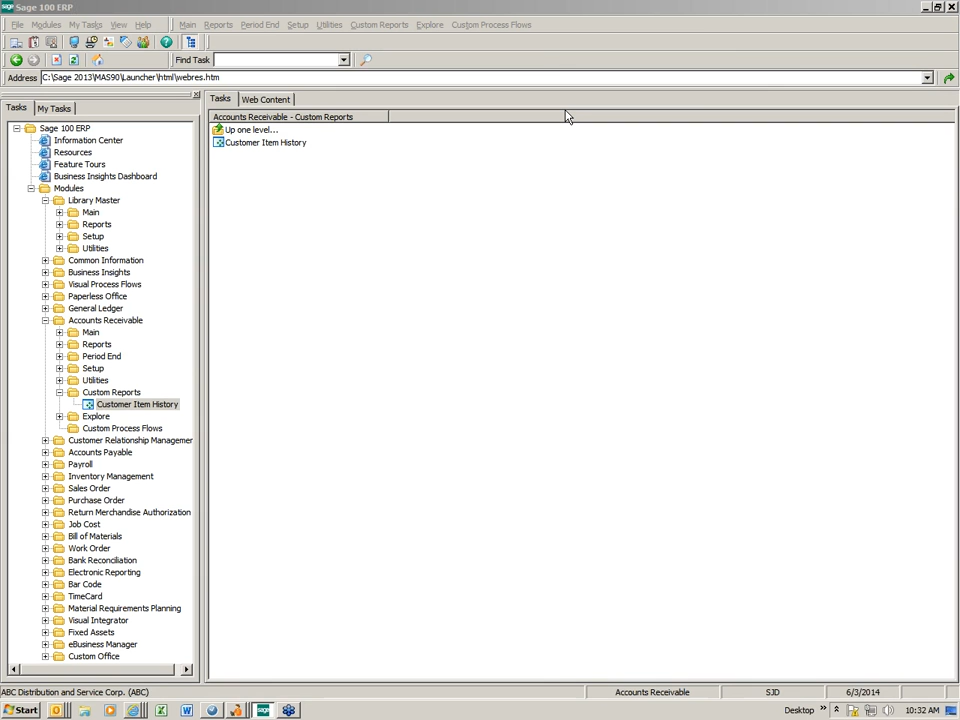 Sage 100 ERP
File Modules My Tasks View Help Main Reports Period End Setup Utilities Custom Reports Explore Custom Process Flows
Find Task
Address C:\Sage 2013\MAS90\Launcher\html\webres.htm
Tasks My Tasks
Sage 100 ERP
Information Center
Resources
Feature Tours
Business Insights Dashboard
Modules
Library Master
Main
Reports
Setup
Utilities
Common Information
Business Insights
Visual Process Flows
Paperless Office
General Ledger
Accounts Receivable
Main
Reports
Period End
Setup
Utilities
Custom Reports
Customer Item History
Explore
Custom Process Flows
Customer Relationship Managemer
Accounts Payable
Payroll
Inventory Management
Sales Order
Purchase Order
Return Merchandise Authorization
Job Cost
Bill of Materials
Work Order
Bank Reconciliation
Electronic Reporting
Bar Code
TimeCard
Material Requirements Planning
Visual Integrator
Fixed Assets
eBusiness Manager
Custom Office
Tasks Web Content
Accounts Receivable - Custom Reports
Up one level...
Customer Item History
ABC Distribution and Service Corp. (ABC) Accounts Receivable SJD 6/3/2014
Start Desktop » 10:32 AM